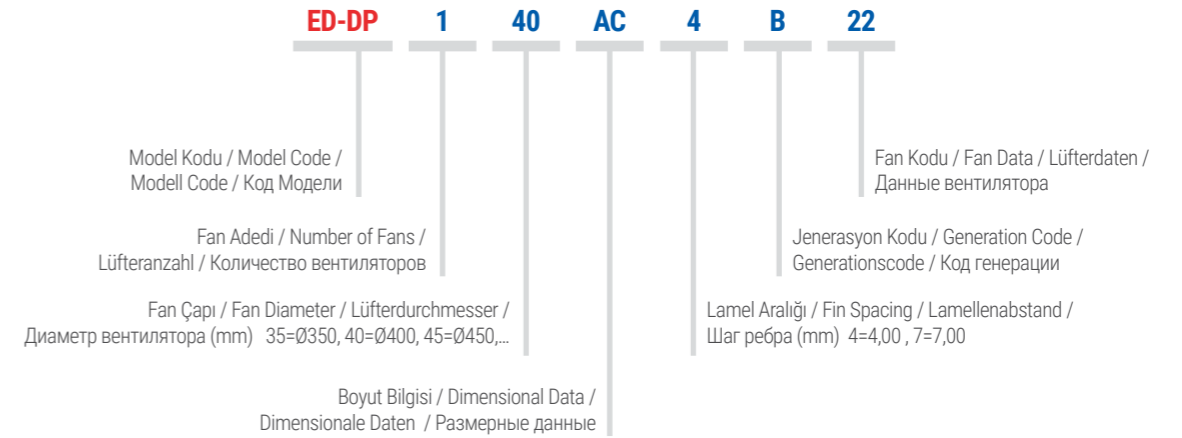 ED-DP 1 40 AC 4 B 22
Model Kodu / Model Code /
Modell Code / Код Модели
Fan Kodu / Fan Data / Lüfterdaten /
Данные вентилятора
Fan Adedi / Number of Fans /
Lüfteranzahl / Количество вентиляторов
Jenerasyon Kodu / Generation Code /
Generationscode / Код генерации
Fan Çapı / Fan Diameter / Lüfterdurchmesser /
Диаметр вентилятора (mm) 35=Ø350, 40=Ø400, 45=Ø450,...
Lamel Aralığı / Fin Spacing / Lamellenabstand /
Шаг ребра (mm) 4=4,00 , 7=7,00
Boyut Bilgisi / Dimensional Data /
Dimensionale Daten / Размерные данные